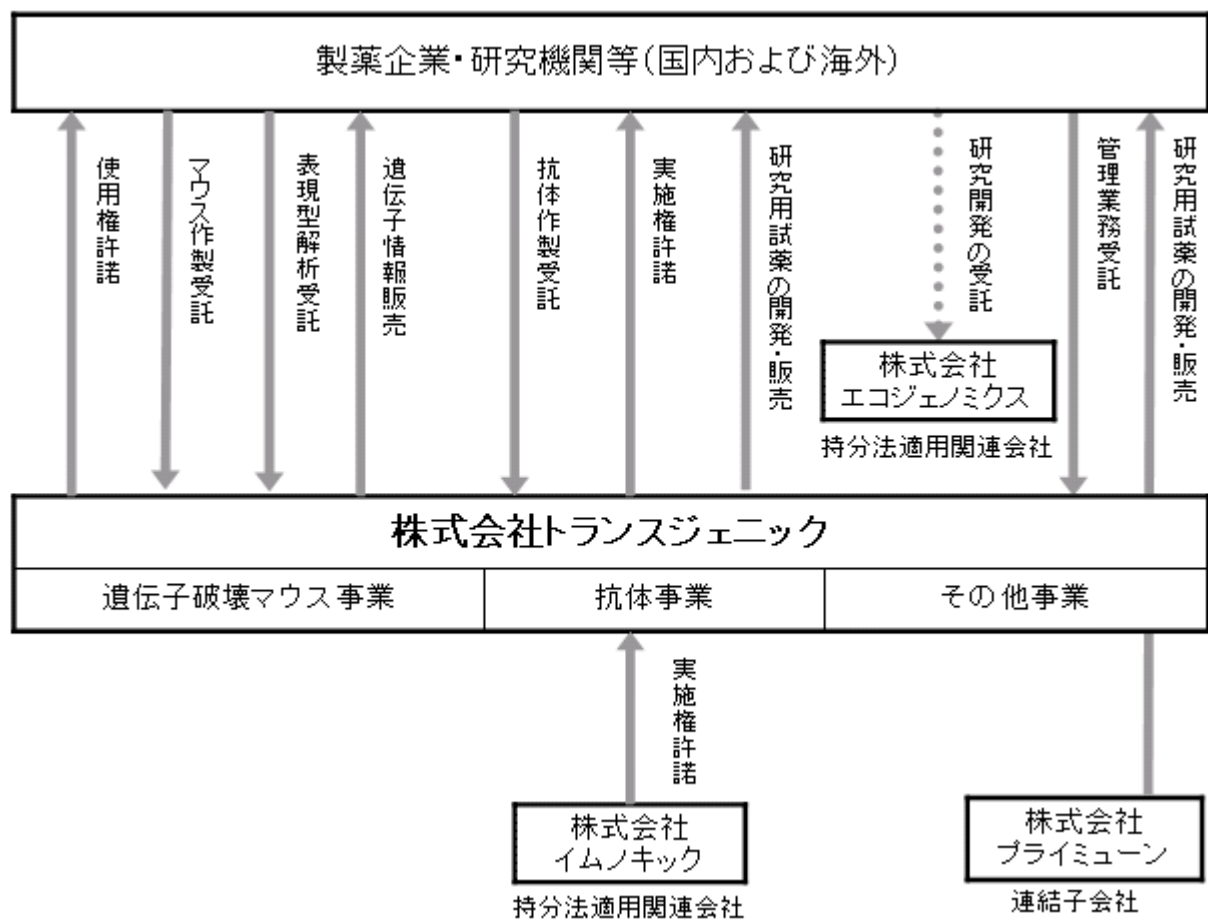 製薬企業・研究機関等(国内および海外)
使用権許諾
マウス作製受託
表現型解析受託
遺伝子情報販売
抗体作製受託
実施権許諾
研究用試薬の開発・販売
研究開発の受託
管理業務受託
研究用試薬の開発・販売
株式会社
エコジェノミクス
持分法適用関連会社
株式会社トランスジェニック
遺伝子破壊マウス事業
抗体事業
その他事業
実施権許諾
株式会社
イムノキック
持分法適用関連会社
株式会社
プライミューン
連結子会社